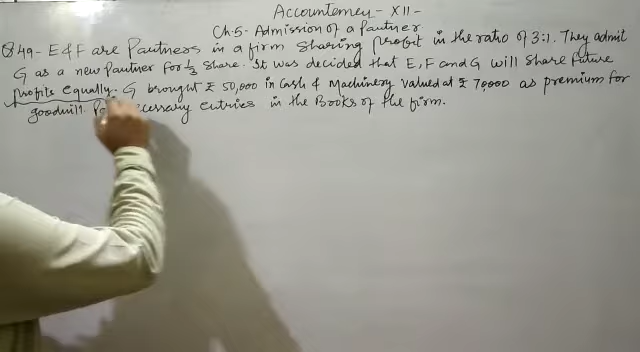 Accountancy - XII -
Ch-5- Admission of a Partner
Q 49- E & F are Partners in a firm sharing profit in the ratio of 3:1. They admit
G as a new Partner for 1/3 share. It was decided that E, F and G will share future
profits equally. G brought ₹ 50,000 in Cash & Machinery valued at ₹ 70000 as premium for
goodwill. necessary entries in the Books of the firm.